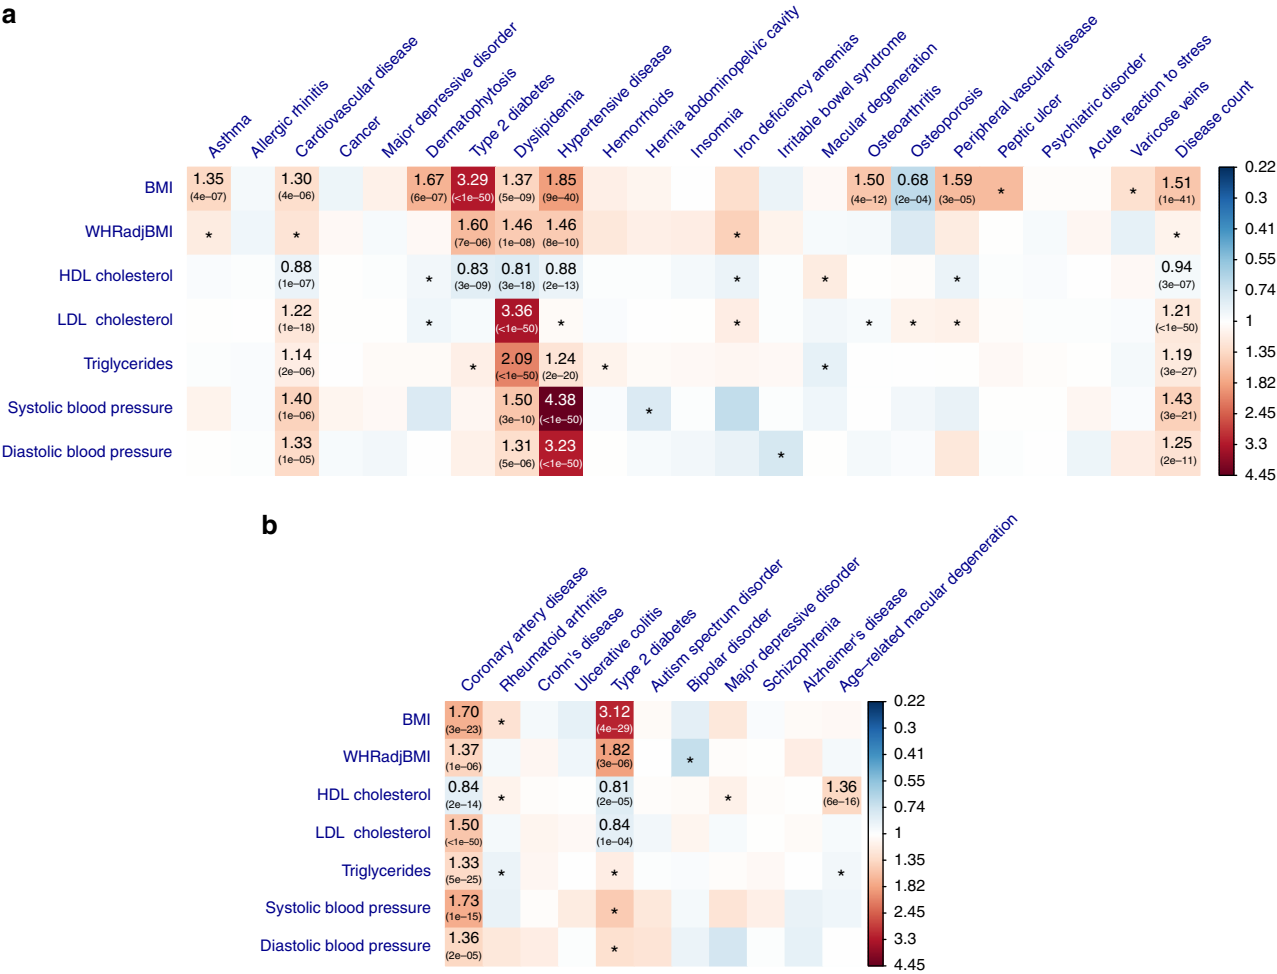 a
Asthma
Allergic rhinitis
Cardiovascular disease
Cancer
Major depressive disorder
Dermatophytosis
Type 2 diabetes
Dyslipidemia
Hypertensive disease
Hemorrhoids
Hernia abdominopelvic cavity
Insomnia
Iron deficiency anemias
Irritable bowel syndrome
Macular degeneration
Osteoarthritis
Osteoporosis
Peripheral vascular disease
Peptic ulcer
Psychiatric disorder
Acute reaction to stress
Varicose veins
Disease count
BMI 1.35 1.30 1.67 3.29 1.37 1.85 1.50 0.68 1.59 * * 1.51
(4e−07) (4e−06) (6e−07) (<1e−50) (5e−09) (9e−40) (4e−12) (2e−04) (3e−05) (1e−41)
WHRadjBMI * * 1.60 1.46 1.46 * *
(7e−06) (1e−08) (8e−10)
HDL cholesterol 0.88 * 0.83 0.81 0.88 * * * 0.94
(1e−07) (3e−09) (3e−18) (2e−13) (3e−07)
LDL cholesterol 1.22 * 3.36 * * * * * 1.21
(1e−18) (<1e−50) (<1e−50)
Triglycerides 1.14 * 2.09 1.24 * * 1.19
(2e−06) (<1e−50) (2e−20) (3e−27)
Systolic blood pressure 1.40 1.50 4.38 * 1.43
(1e−06) (3e−10) (<1e−50) (3e−21)
Diastolic blood pressure 1.33 1.31 3.23 * 1.25
(1e−05) (5e−06) (<1e−50) (2e−11)
0.22
0.3
0.41
0.55
0.74
1
1.35
1.82
2.45
3.3
4.45
b
Coronary artery disease
Rheumatoid arthritis
Crohn's disease
Ulcerative colitis
Type 2 diabetes
Autism spectrum disorder
Bipolar disorder
Major depressive disorder
Schizophrenia
Alzheimer's disease
Age−related macular degeneration
BMI 1.70 * 3.12
(3e−23) (4e−29)
WHRadjBMI 1.37 1.82 *
(1e−06) (3e−06)
HDL cholesterol 0.84 * 0.81 * 1.36
(2e−14) (2e−05) (6e−16)
LDL cholesterol 1.50 0.84
(<1e−50) (1e−04)
Triglycerides 1.33 * * *
(5e−25)
Systolic blood pressure 1.73 *
(1e−15)
Diastolic blood pressure 1.36 *
(2e−05)
0.22
0.3
0.41
0.55
0.74
1
1.35
1.82
2.45
3.3
4.45